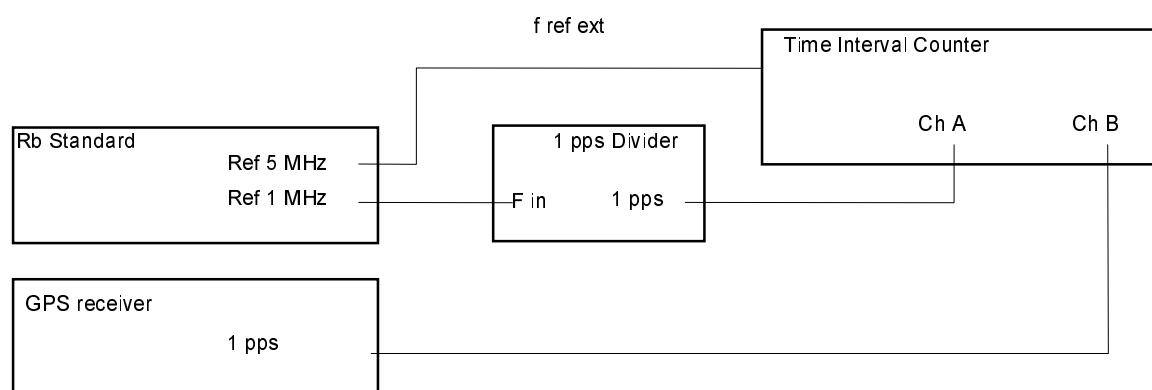 f ref ext
Time Interval Counter
Ch A
Ch B
Rb Standard
Ref 5 MHz
Ref 1 MHz
1 pps Divider
F in
1 pps
GPS receiver
1 pps